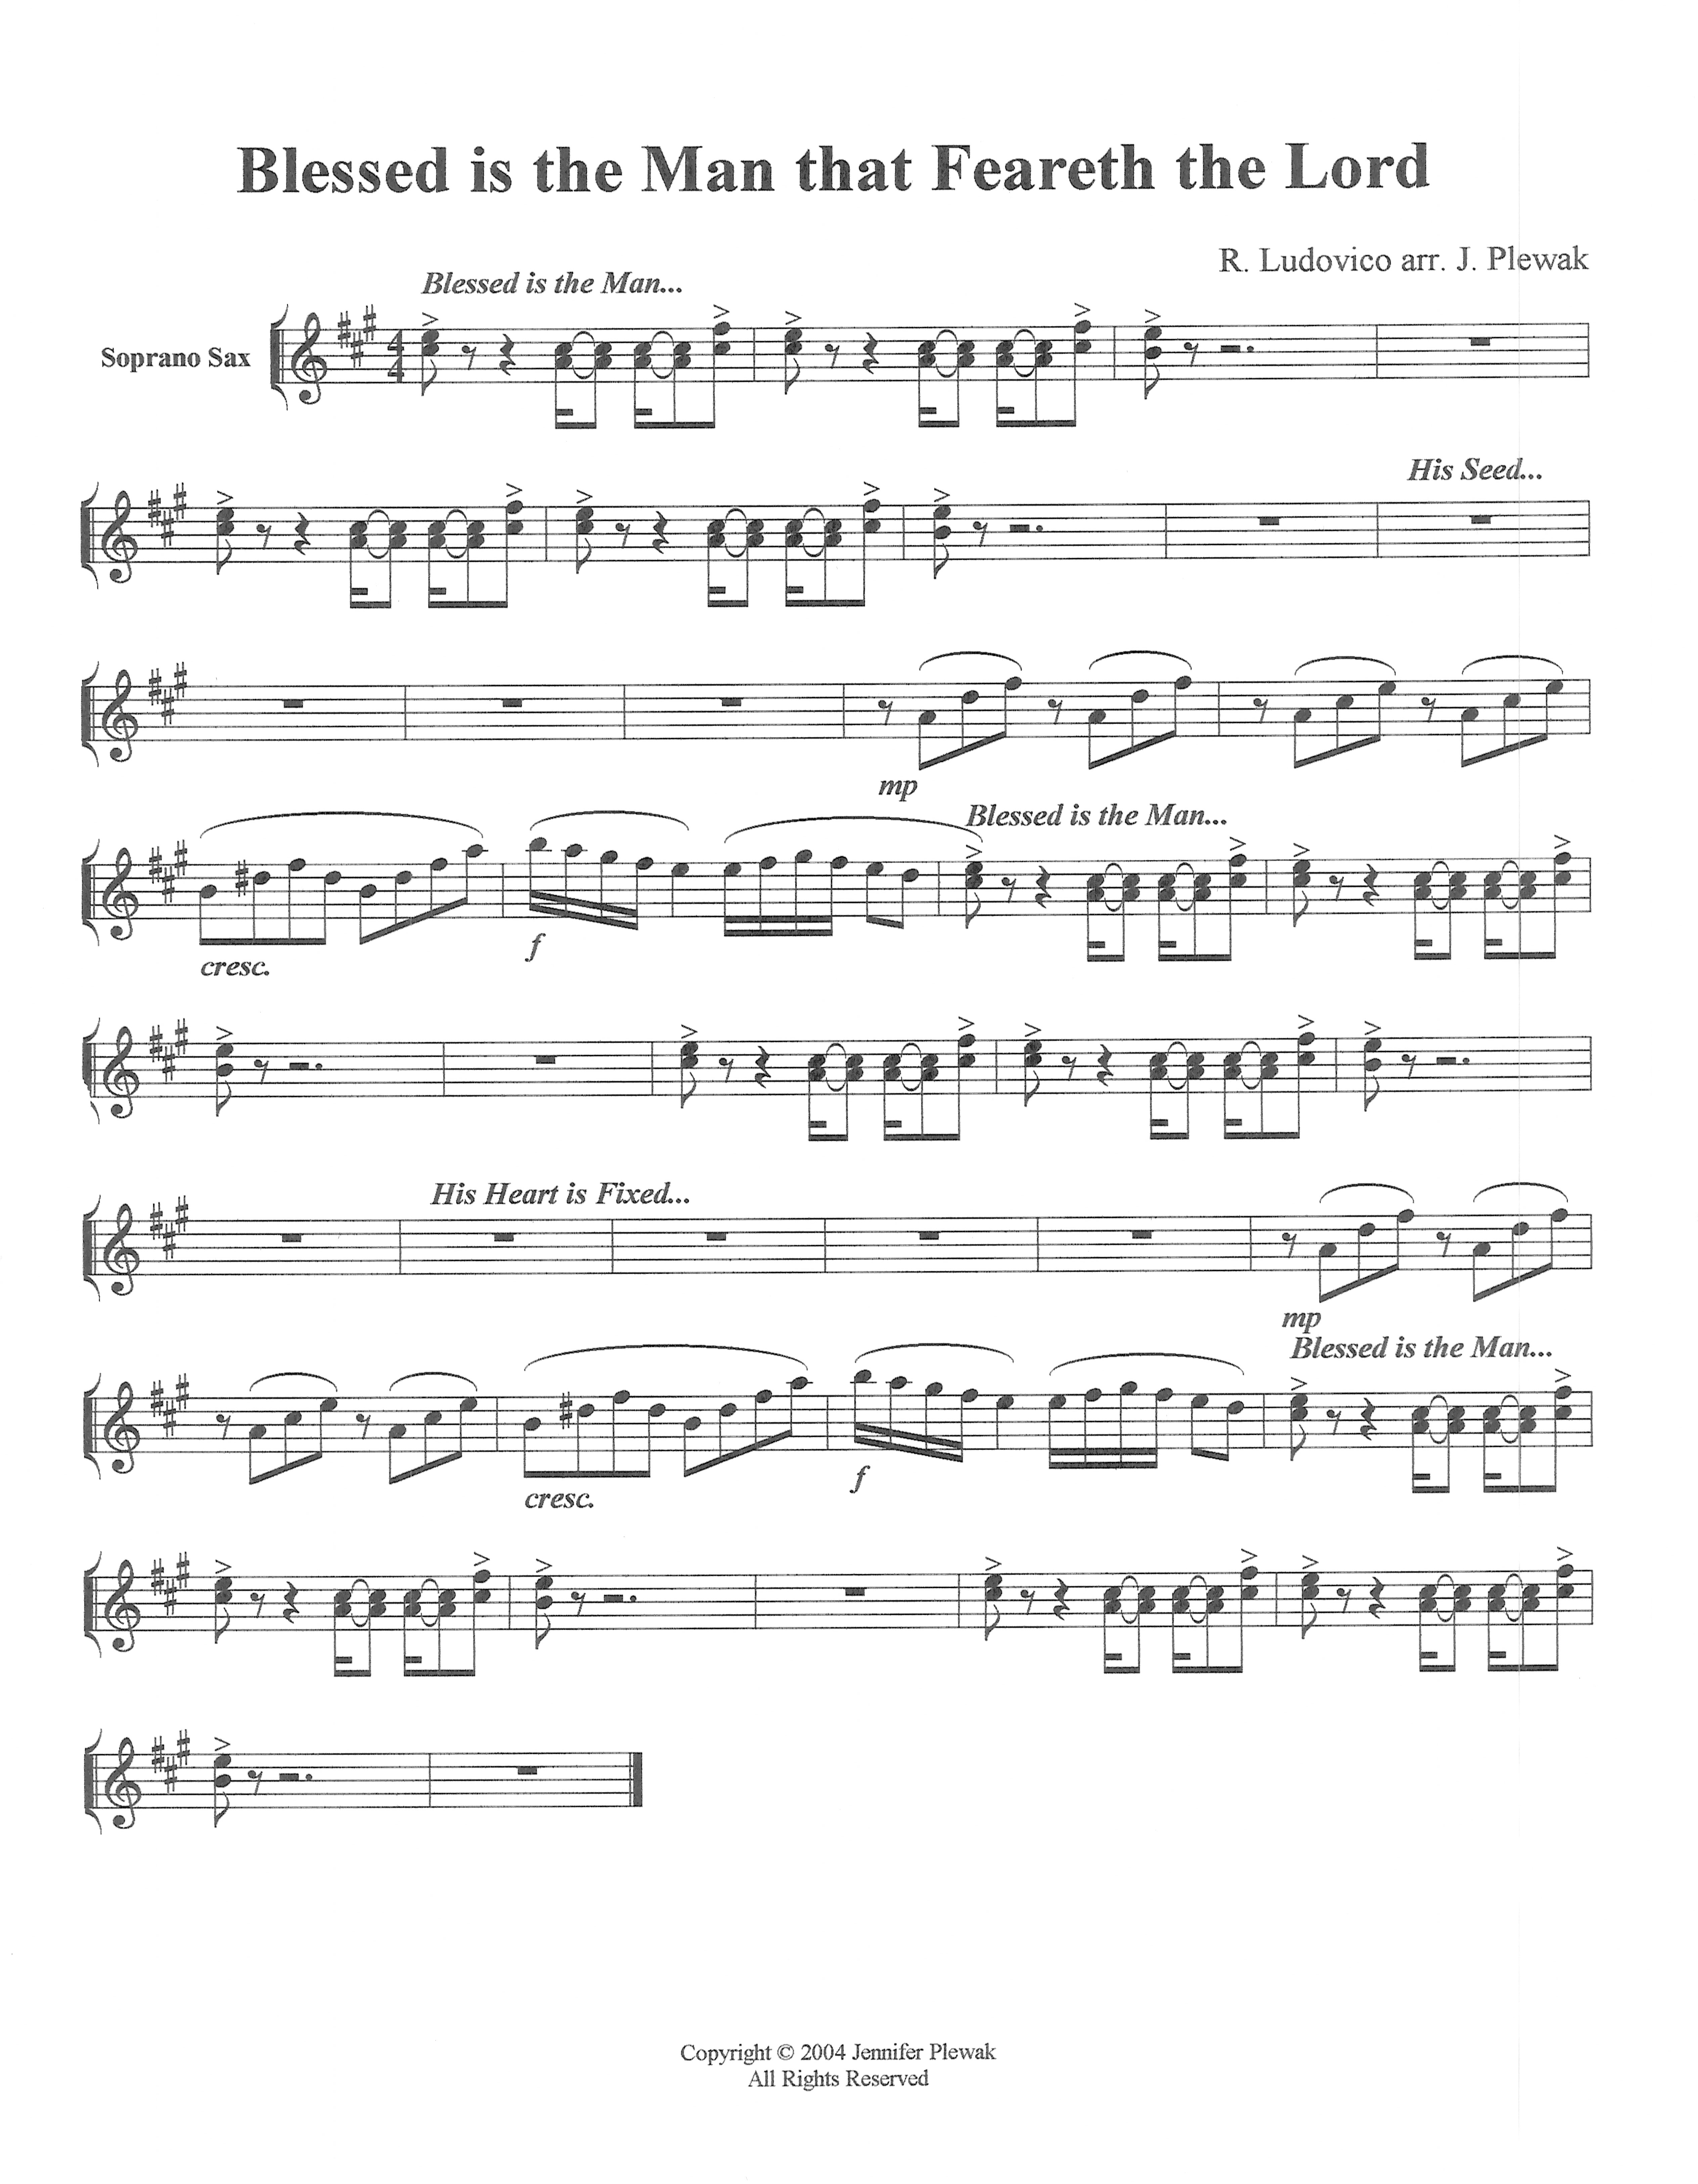 Blessed is the Man that Feareth the Lord
R. Ludovico arr. J. Plewak
Blessed is the Man...
Soprano Sax
4
4
His Seed...
mp
Blessed is the Man...
cresc.
f
His Heart is Fixed...
mp
Blessed is the Man...
cresc.
f
Copyright © 2004 Jennifer Plewak
All Rights Reserved